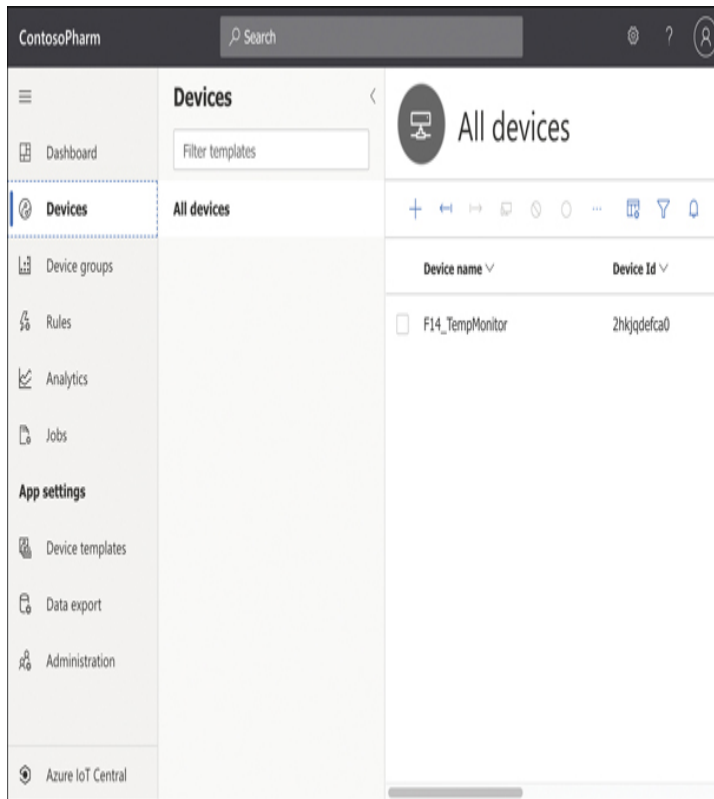 ContosoPharm
Search
?
Dashboard
Devices
Device groups
Rules
Analytics
Jobs
App settings
Device templates
Data export
Administration
Azure IoT Central
Devices
Filter templates
All devices
All devices
Device name Device Id
F14_TempMonitor 2hkjqdefca0